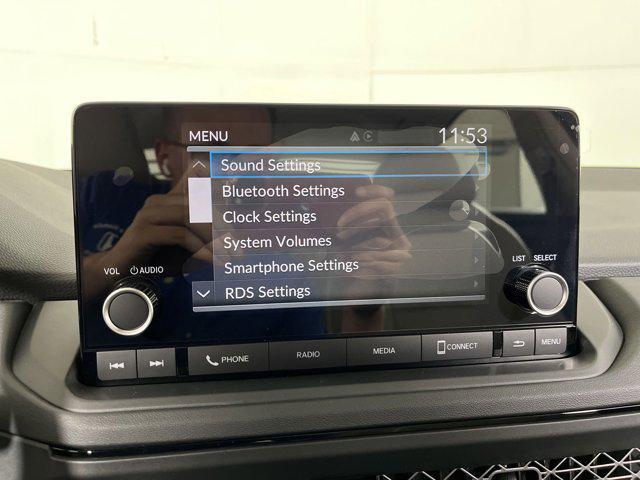 MENU 11:53
Sound Settings
Bluetooth Settings
Clock Settings
System Volumes
Smartphone Settings
RDS Settings
VOL AUDIO
LIST SELECT
PHONE RADIO MEDIA CONNECT MENU